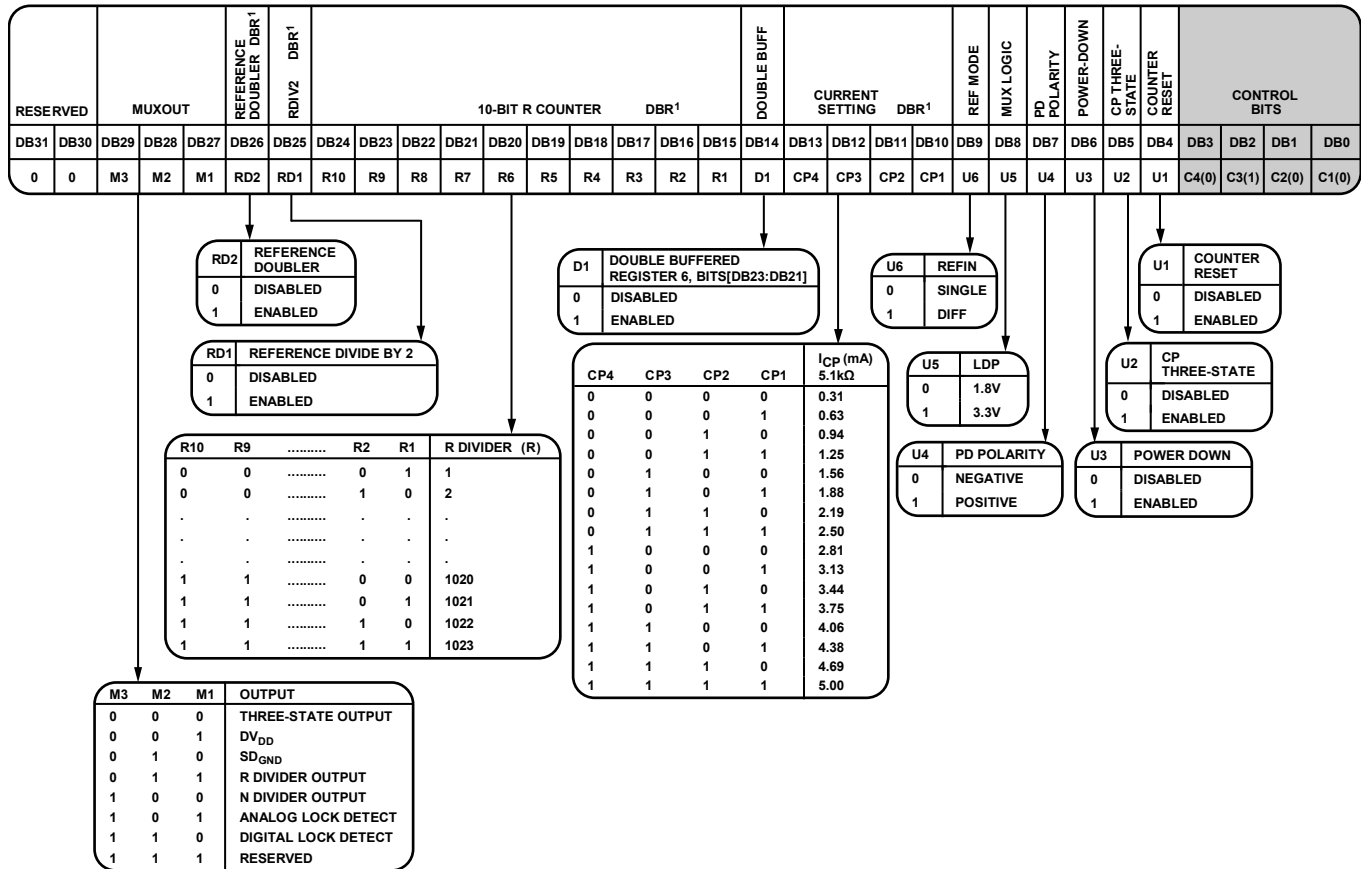 RESERVED MUXOUT REFERENCE DOUBLER DBR1 RDIV2 DBR1 10-BIT R COUNTER DBR1 DOUBLE BUFF CURRENT SETTING DBR1 REF MODE MUX LOGIC PD POLARITY POWER-DOWN CP THREE-STATE COUNTER RESET CONTROL BITS
DB31 DB30 DB29 DB28 DB27 DB26 DB25 DB24 DB23 DB22 DB21 DB20 DB19 DB18 DB17 DB16 DB15 DB14 DB13 DB12 DB11 DB10 DB9 DB8 DB7 DB6 DB5 DB4 DB3 DB2 DB1 DB0
0 0 M3 M2 M1 RD2 RD1 R10 R9 R8 R7 R6 R5 R4 R3 R2 R1 D1 CP4 CP3 CP2 CP1 U6 U5 U4 U3 U2 U1 C4(0) C3(1) C2(0) C1(0)
RD2 REFERENCE DOUBLER
0 DISABLED
1 ENABLED
RD1 REFERENCE DIVIDE BY 2
0 DISABLED
1 ENABLED
R10 R9 .......... R2 R1 R DIVIDER (R)
0 0 .......... 0 1 1
0 0 .......... 1 0 2
. . .......... . . .
. . .......... . . .
. . .......... . . .
1 1 .......... 0 0 1020
1 1 .......... 0 1 1021
1 1 .......... 1 0 1022
1 1 .......... 1 1 1023
M3 M2 M1 OUTPUT
0 0 0 THREE-STATE OUTPUT
0 0 1 DVDD
0 1 0 SDGND
0 1 1 R DIVIDER OUTPUT
1 0 0 N DIVIDER OUTPUT
1 0 1 ANALOG LOCK DETECT
1 1 0 DIGITAL LOCK DETECT
1 1 1 RESERVED
D1 DOUBLE BUFFERED
REGISTER 6, BITS[DB23:DB21]
0 DISABLED
1 ENABLED
CP4 CP3 CP2 CP1 ICP (mA) 5.1kΩ
0 0 0 0 0.31
0 0 0 1 0.63
0 0 1 0 0.94
0 0 1 1 1.25
0 1 0 0 1.56
0 1 0 1 1.88
0 1 1 0 2.19
0 1 1 1 2.50
1 0 0 0 2.81
1 0 0 1 3.13
1 0 1 0 3.44
1 0 1 1 3.75
1 1 0 0 4.06
1 1 0 1 4.38
1 1 1 0 4.69
1 1 1 1 5.00
U6 REFIN
0 SINGLE
1 DIFF
U5 LDP
0 1.8V
1 3.3V
U4 PD POLARITY
0 NEGATIVE
1 POSITIVE
U1 COUNTER RESET
0 DISABLED
1 ENABLED
U2 CP THREE-STATE
0 DISABLED
1 ENABLED
U3 POWER DOWN
0 DISABLED
1 ENABLED